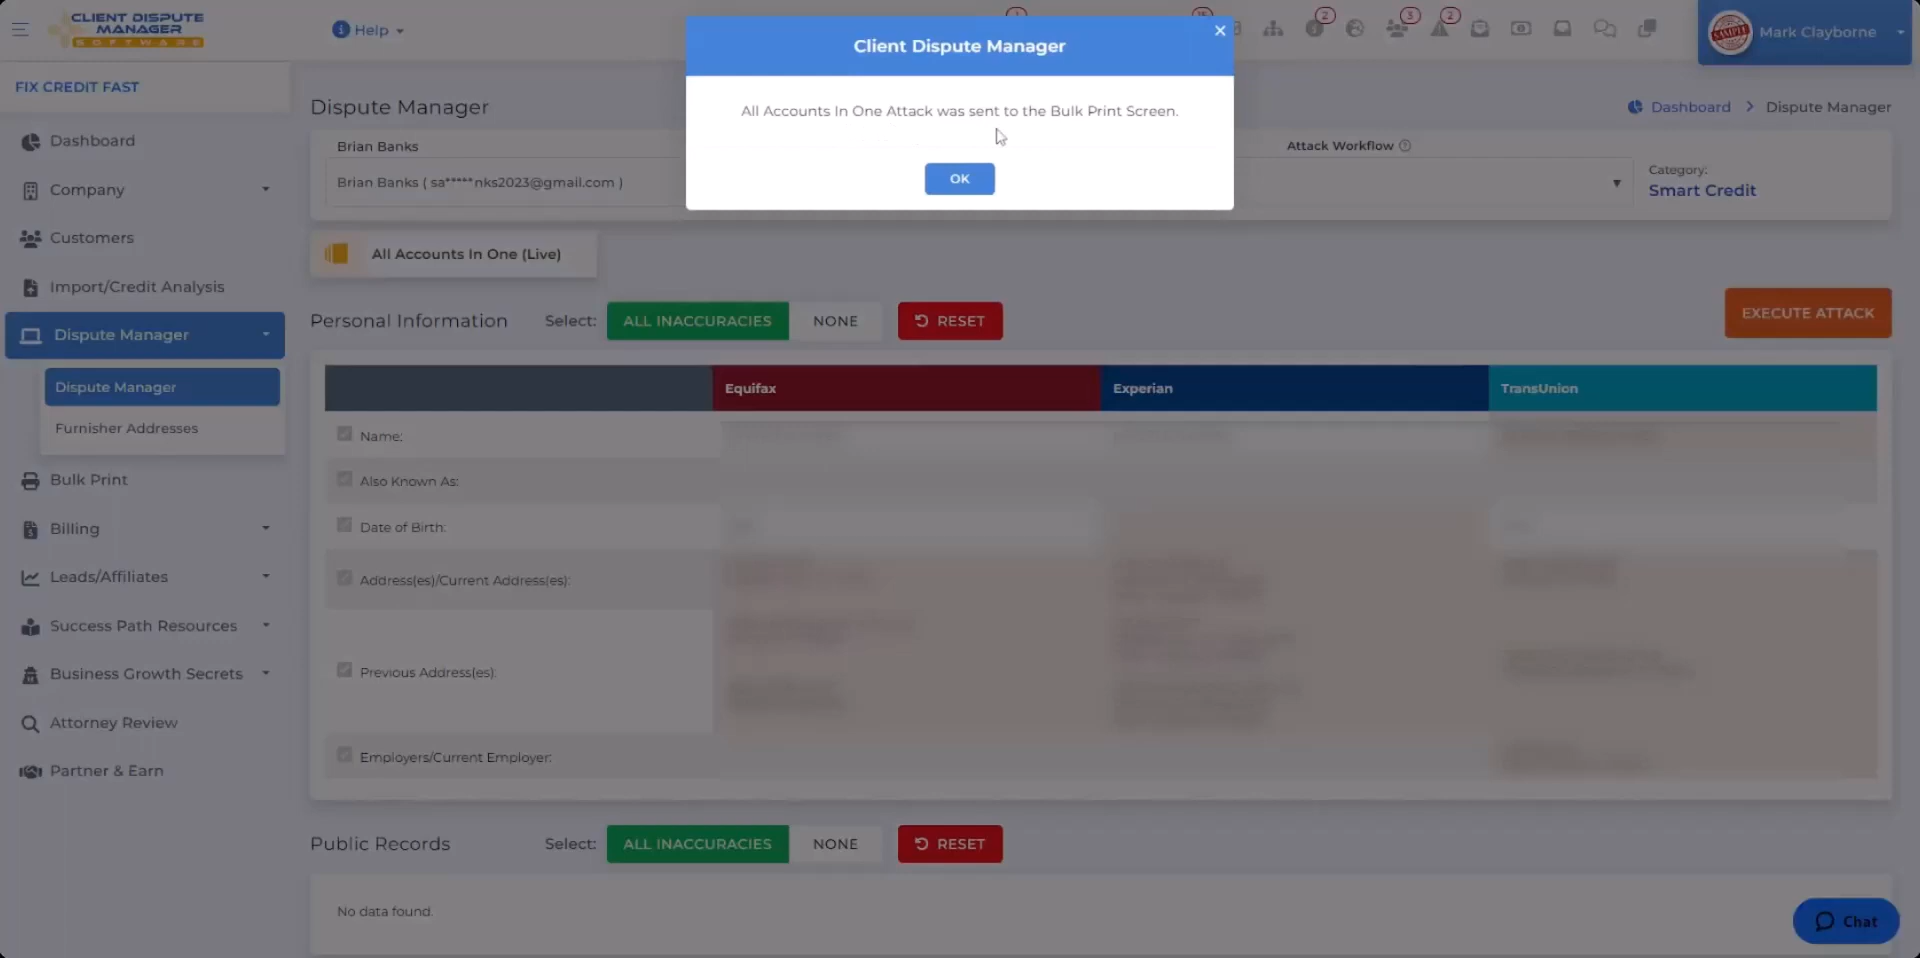 CLIENT DISPUTE
MANAGER
SOFTWARE
Help
Client Dispute Manager
All Accounts In One Attack was sent to the Bulk Print Screen.
OK
2
3
2
Mark Clayborne
SAMPLE
FIX CREDIT FAST
Dashboard
Company
Customers
Import/Credit Analysis
Dispute Manager
Dispute Manager
Furnisher Addresses
Bulk Print
Billing
Leads/Affiliates
Success Path Resources
Business Growth Secrets
Attorney Review
Partner & Earn
Dispute Manager
Dashboard > Dispute Manager
Brian Banks
Brian Banks ( sa*****nks2023@gmail.com )
Attack Workflow
Category:
Smart Credit
All Accounts In One (Live)
Personal Information Select: ALL INACCURACIES NONE RESET
EXECUTE ATTACK
Equifax Experian TransUnion
Name:
Also Known As:
Date of Birth:
Address(es)/Current Address(es):
Previous Address(es):
Employers/Current Employer:
Public Records Select: ALL INACCURACIES NONE RESET
No data found.
Chat